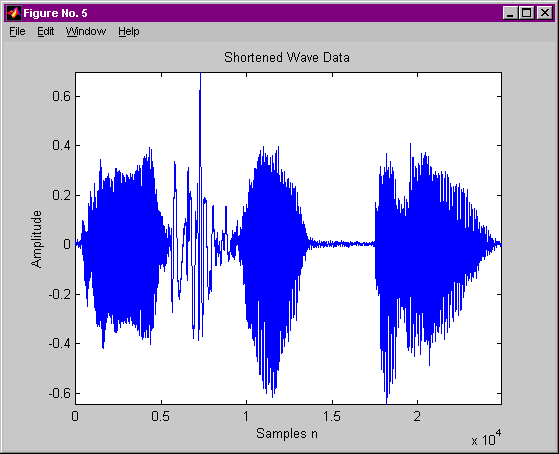 Figure No. 5
File Edit Window Help
Shortened Wave Data
0.6
0.4
0.2
0
-0.2
-0.4
-0.6
Amplitude
0 0.5 1 1.5 2
Samples n
x 10^4